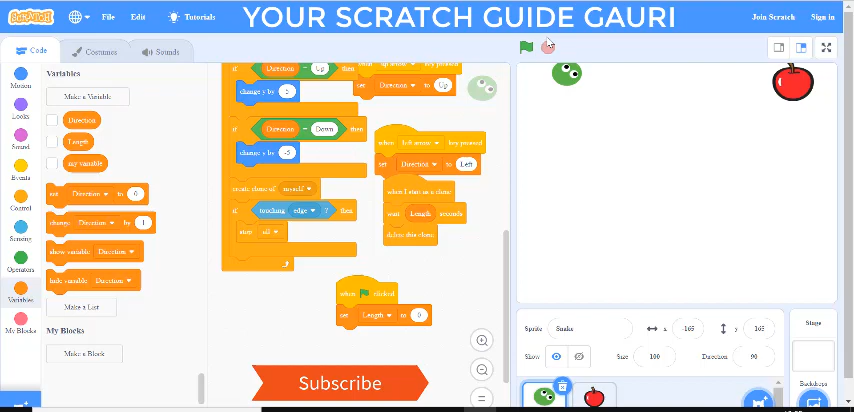 YOUR SCRATCH GUIDE GAURI
SCRATCH
File
Edit
Tutorials
Join Scratch
Sign in
Code
Costumes
Sounds
Motion
Looks
Sound
Events
Control
Sensing
Operators
Variables
My Blocks
Variables
Make a Variable
Direction
Length
my variable
set Direction to 0
change Direction by 1
show variable Direction
hide variable Direction
Make a List
My Blocks
Make a Block
if Direction = Up then
change y by 5
if Direction = Down then
change y by -5
create clone of myself
if touching edge ? then
stop all
when up arrow key pressed
set Direction to Up
when left arrow key pressed
set Direction to Left
when I start as a clone
wait Length seconds
delete this clone
when clicked
set Length to 0
Subscribe
Sprite
Snake
x
-165
y
165
Show
Size
100
Direction
90
Stage
Backdrops